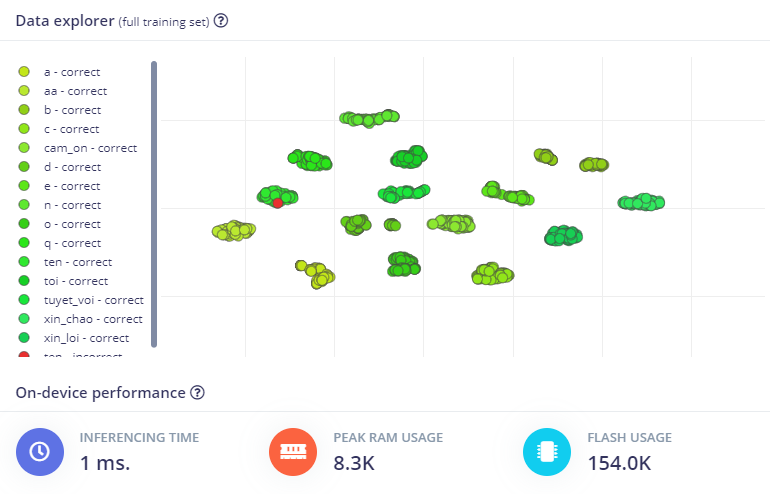 Data explorer (full training set) ?
a - correct
aa - correct
b - correct
c - correct
cam_on - correct
d - correct
e - correct
n - correct
o - correct
q - correct
ten - correct
toi - correct
tuyet_voi - correct
xin_chao - correct
xin_loi - correct
ten - incorrect
On-device performance ?
INFERENCING TIME
1 ms.
PEAK RAM USAGE
8.3K
FLASH USAGE
154.0K